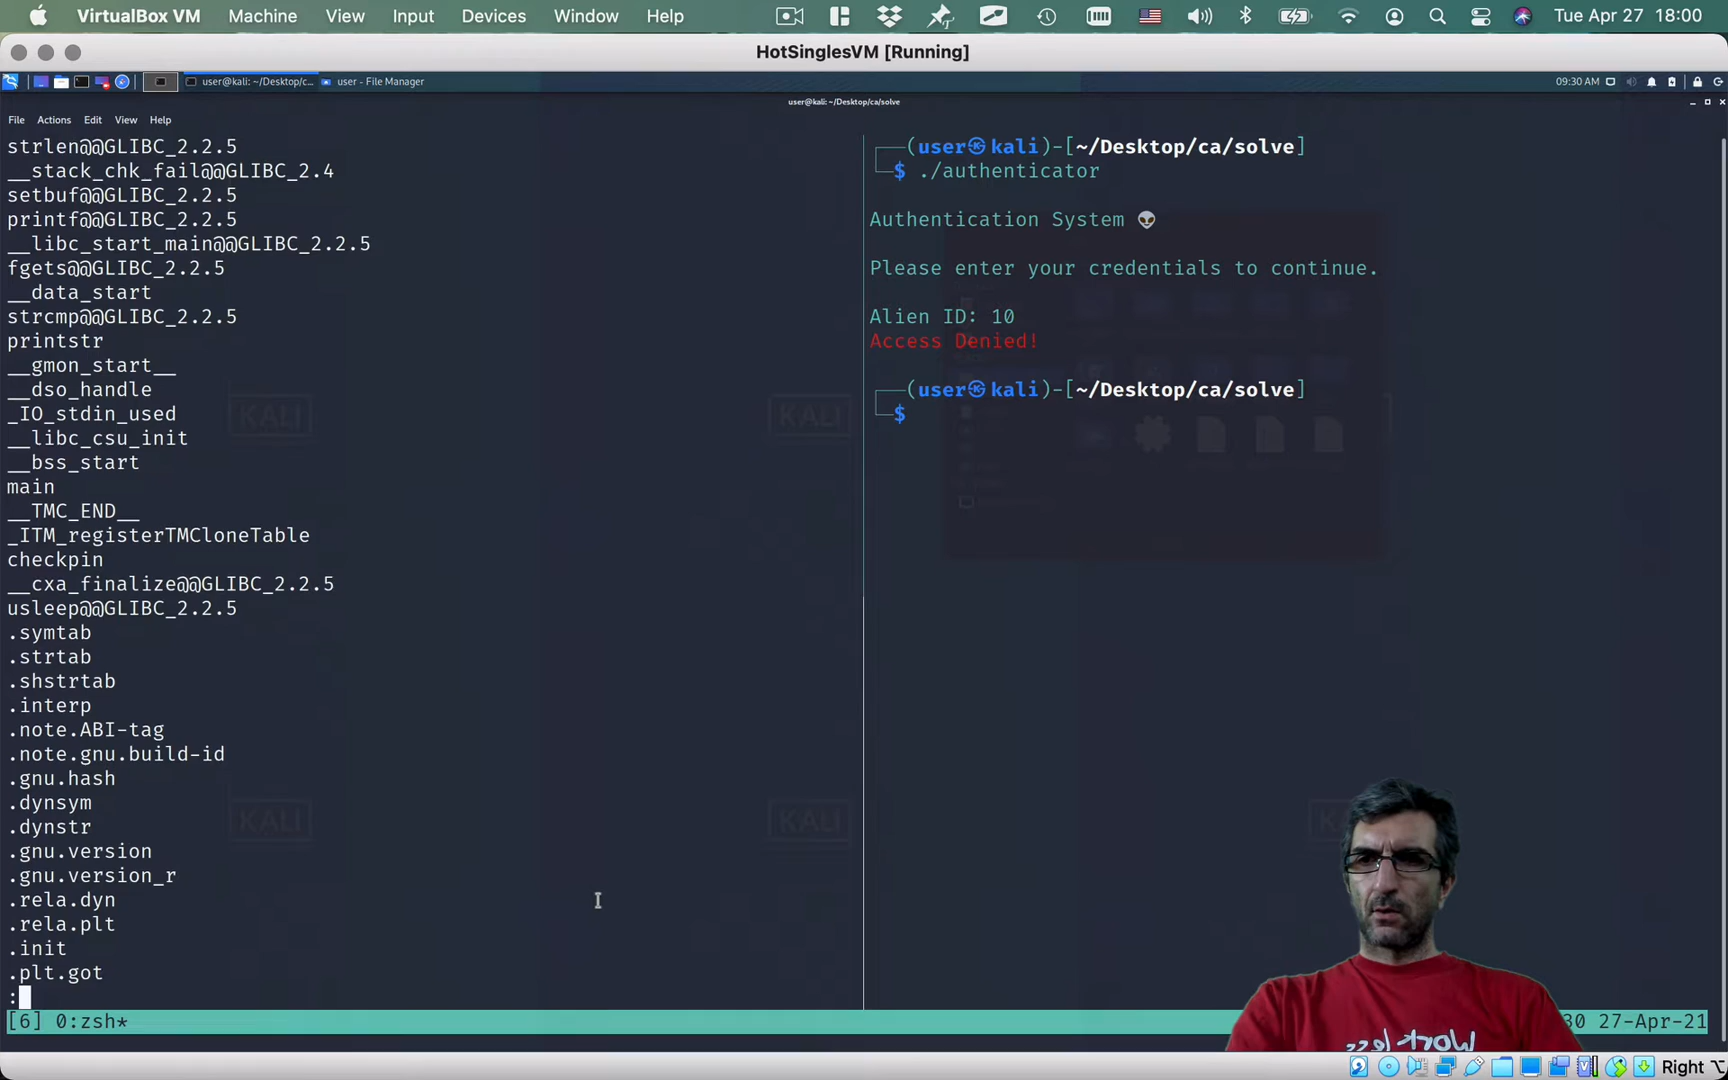 VirtualBox VM Machine View Input Devices Window Help
Tue Apr 27 18:00
HotSinglesVM [Running]
user@kali: ~/Desktop/c...
user - File Manager
09:30 AM
user@kali: ~/Desktop/ca/solve
File Actions Edit View Help
strlen@@GLIBC_2.2.5
__stack_chk_fail@@GLIBC_2.4
setbuf@@GLIBC_2.2.5
printf@@GLIBC_2.2.5
__libc_start_main@@GLIBC_2.2.5
fgets@@GLIBC_2.2.5
__data_start
strcmp@@GLIBC_2.2.5
printstr
__gmon_start__
__dso_handle
_IO_stdin_used
__libc_csu_init
__bss_start
main
__TMC_END__
_ITM_registerTMCloneTable
checkpin
__cxa_finalize@@GLIBC_2.2.5
usleep@@GLIBC_2.2.5
.symtab
.strtab
.shstrtab
.interp
.note.ABI-tag
.note.gnu.build-id
.gnu.hash
.dynsym
.dynstr
.gnu.version
.gnu.version_r
.rela.dyn
.rela.plt
.init
.plt.got
:
(user㉿kali)-[~/Desktop/ca/solve]
$ ./authenticator
Authentication System 👽
Please enter your credentials to continue.
Alien ID: 10
Access Denied!
(user㉿kali)-[~/Desktop/ca/solve]
$
KALI
KALI
KALI
KALI
[6] 0:zsh*
30 27-Apr-21
Work less
Right ⌥